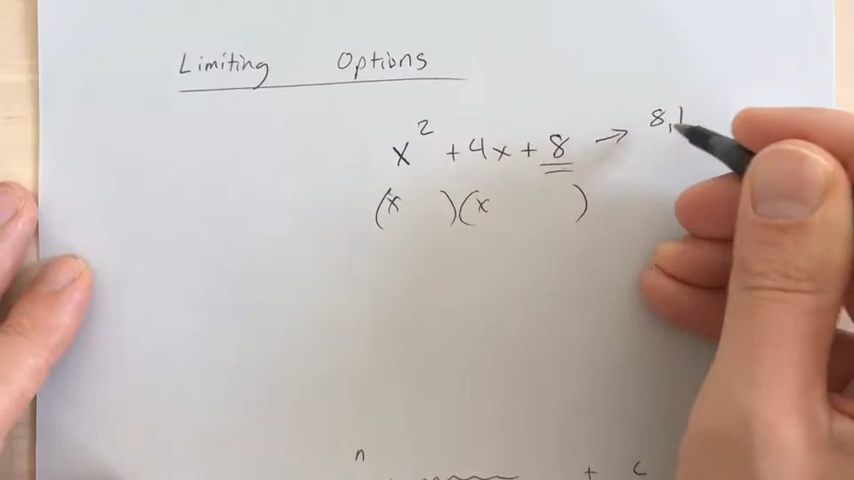 Limiting Options
x² + 4x + 8 → 8,1
(x )(x )
n + c